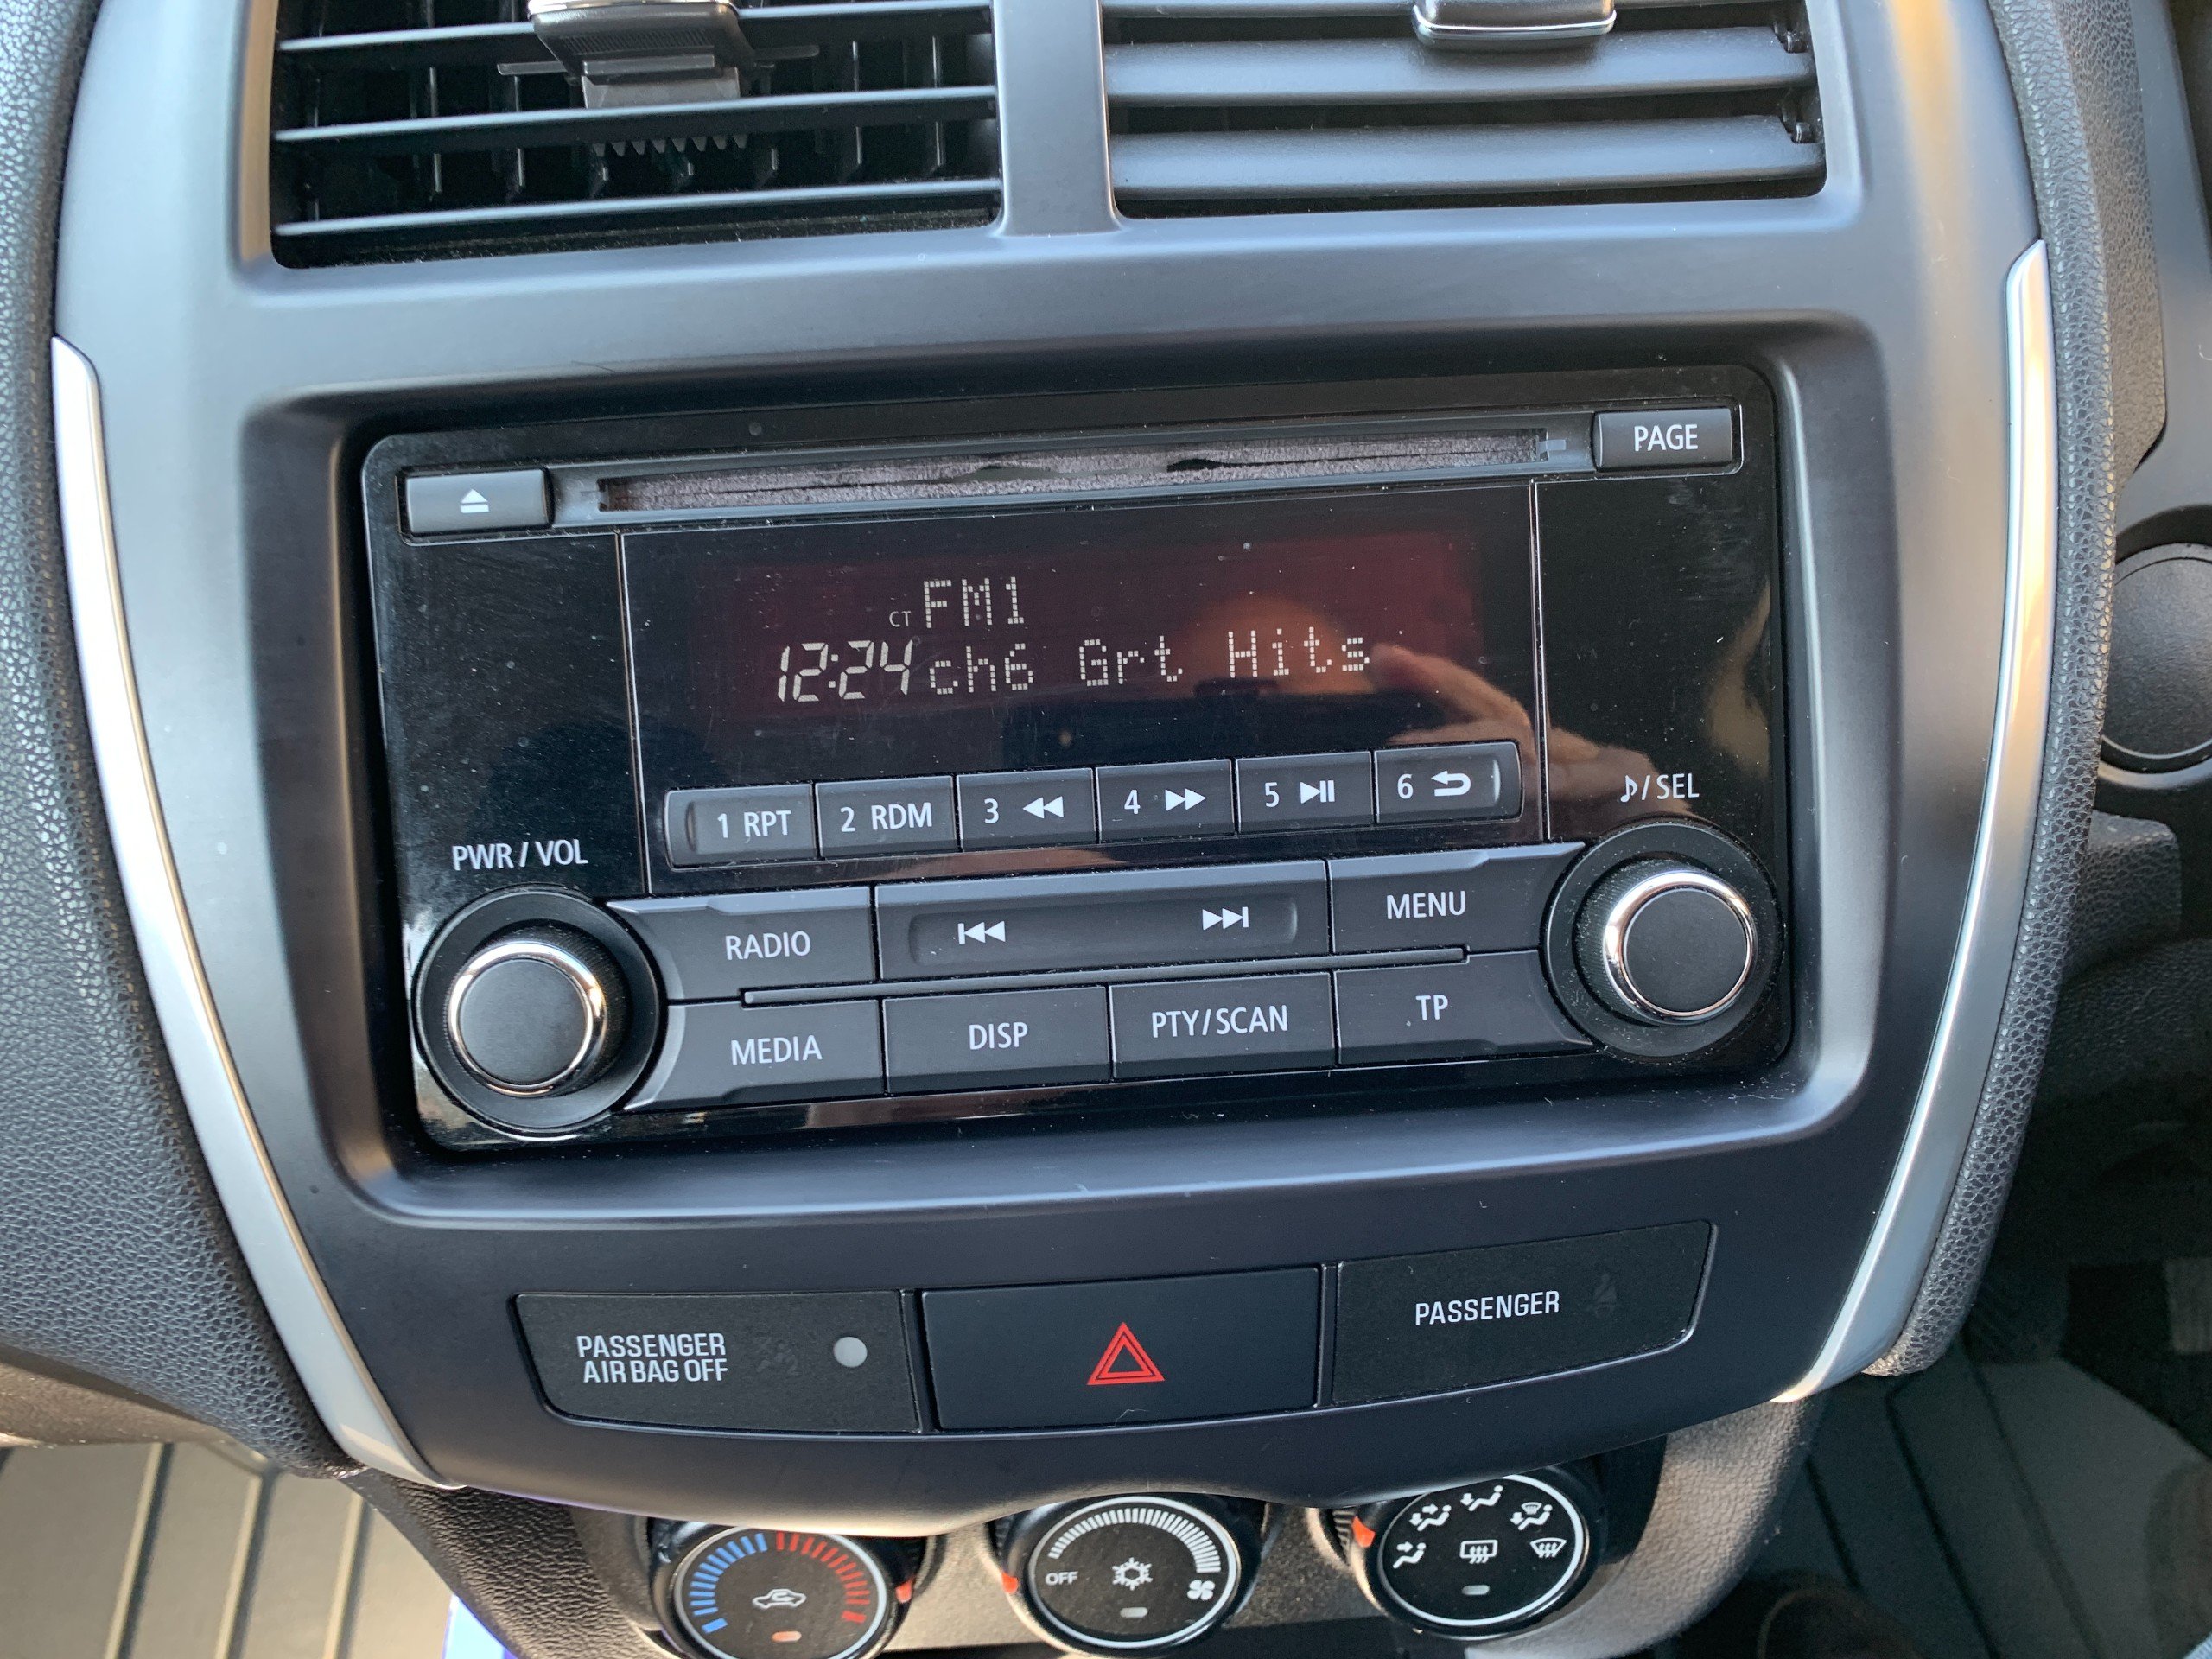 PAGE
CT FM1
12:24 ch6 Grt Hits
1 RPT 2 RDM 3 4 5 6
♪/SEL
PWR / VOL
RADIO MENU
MEDIA DISP PTY/SCAN TP
PASSENGER
AIR BAG OFF
PASSENGER
OFF